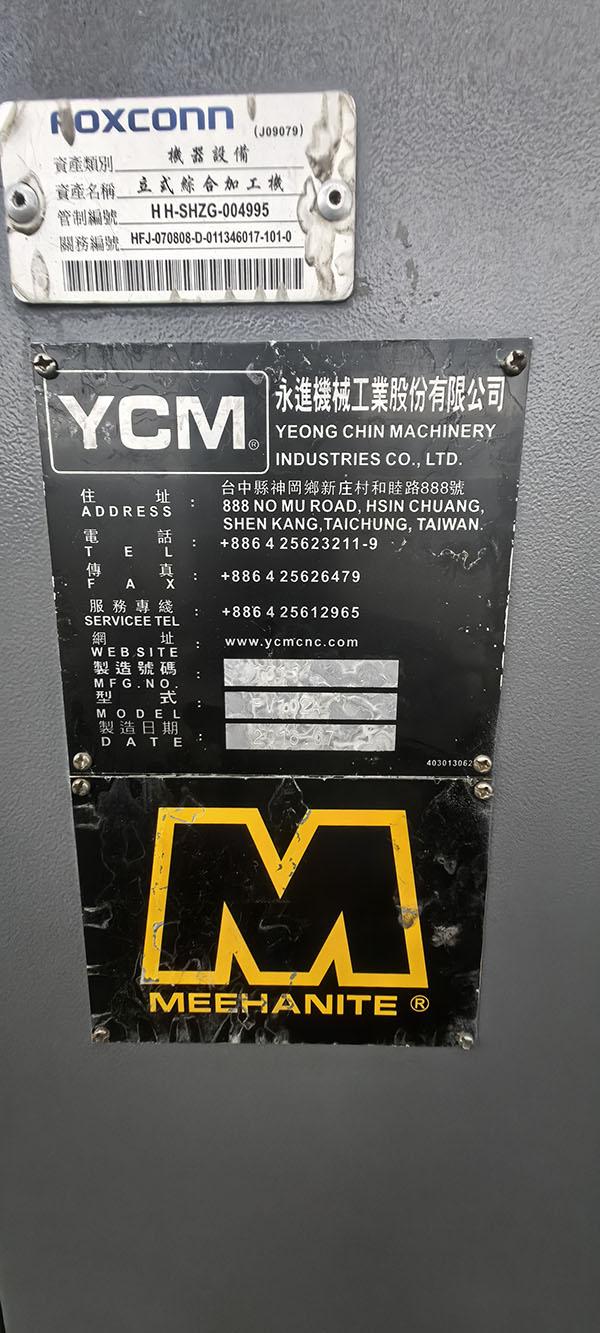 FOXCONN (J09079)
資產類別 機器設備
資產名稱 立式綜合加工機
管制編號 HH-SHZG-004995
關務編號 HFJ-070808-D-011346017-101-0
YCM®
永進機械工業股份有限公司
YEONG CHIN MACHINERY
INDUSTRIES CO., LTD.
住址 : 台中縣神岡鄉新庄村和睦路888號
ADDRESS 888 NO MU ROAD, HSIN CHUANG,
SHEN KANG,TAICHUNG, TAIWAN.
電話
TEL : +886 4 25623211-9
傳真
FAX : +886 4 25626479
服務專綫
SERVICEE TEL : +886 4 25612965
網址
WEBSITE : www.ycmcnc.com
製造號碼
MFG.NO. :
型式
MODEL :
製造日期
DATE :
MEEHANITE ®